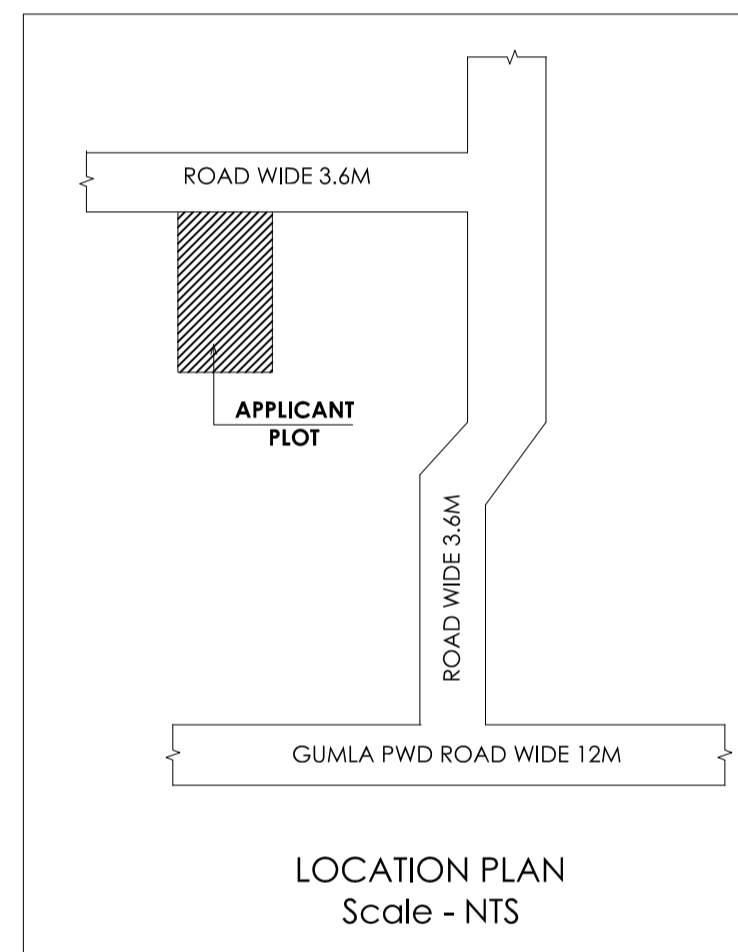 ROAD WIDE 3.6M
APPLICANT
PLOT
ROAD WIDE 3.6M
GUMLA PWD ROAD WIDE 12M
LOCATION PLAN
Scale - NTS